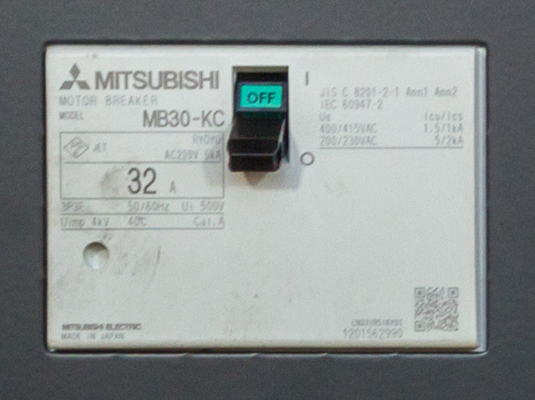 MITSUBISHI
MOTOR BREAKER
MODEL MB30-KC
JET
AC220V 5kA
32 A
3P3E 50/60Hz Ui 500V
Uimp 4kV 40℃ Cat.A
MITSUBISHI ELECTRIC
MADE IN JAPAN
OFF
I
O
JIS C 8201-2-1 Ann1 Ann2
IEC 60947-2
Ue Icu/Ics
400/415VAC 1.5/1kA
200/230VAC 5/2kA
1201562990